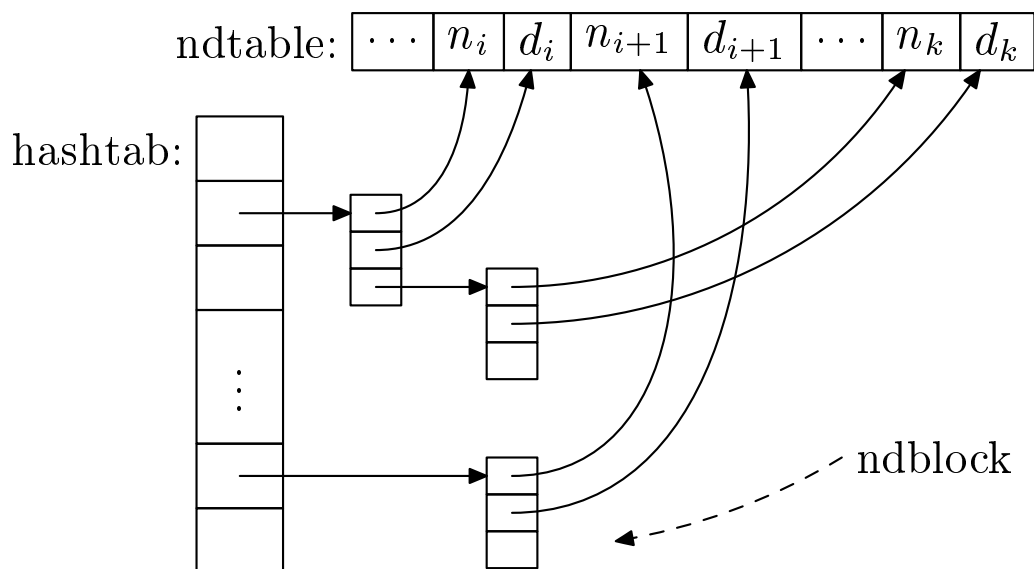 ndtable: ⋯ nᵢ dᵢ nᵢ₊₁ dᵢ₊₁ ⋯ nₖ dₖ
hashtab:
⋮
ndblock